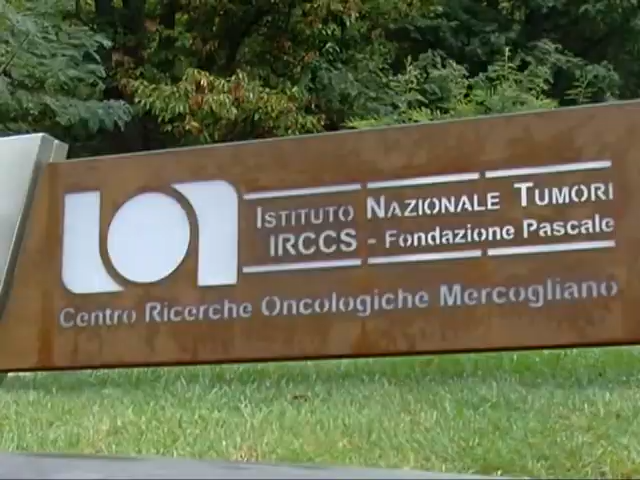 Istituto Nazionale Tumori
IRCCS - Fondazione Pascale
Centro Ricerche Oncologiche Mercogliano